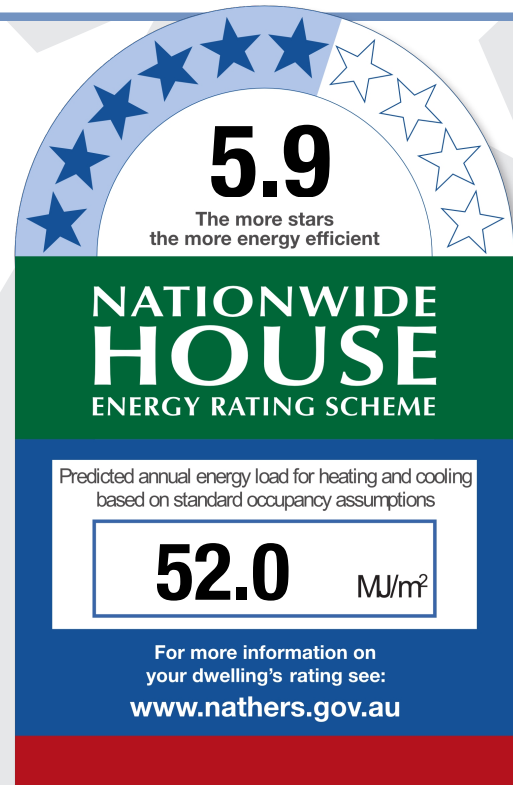 5.9
The more stars
the more energy efficient
NATIONWIDE
HOUSE
ENERGY RATING SCHEME
Predicted annual energy load for heating and cooling
based on standard occupancy assumptions
52.0 MJ/m²
For more information on
your dwelling's rating see:
www.nathers.gov.au